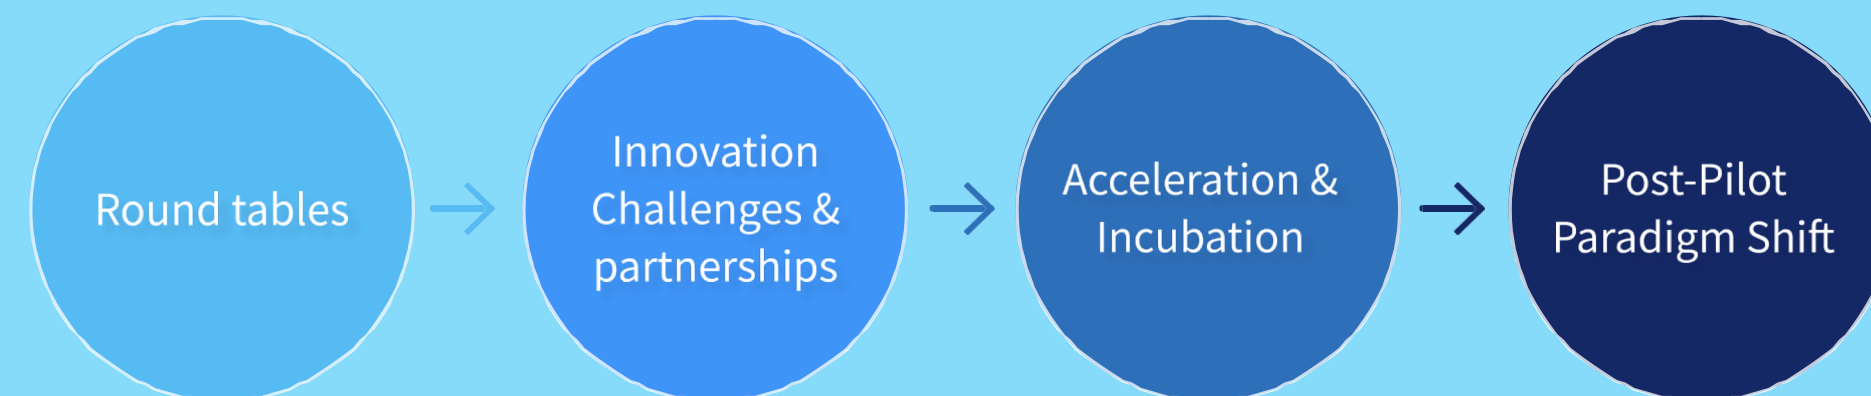 Round tables
Innovation
Challenges &
partnerships
Acceleration &
Incubation
Post-Pilot
Paradigm Shift